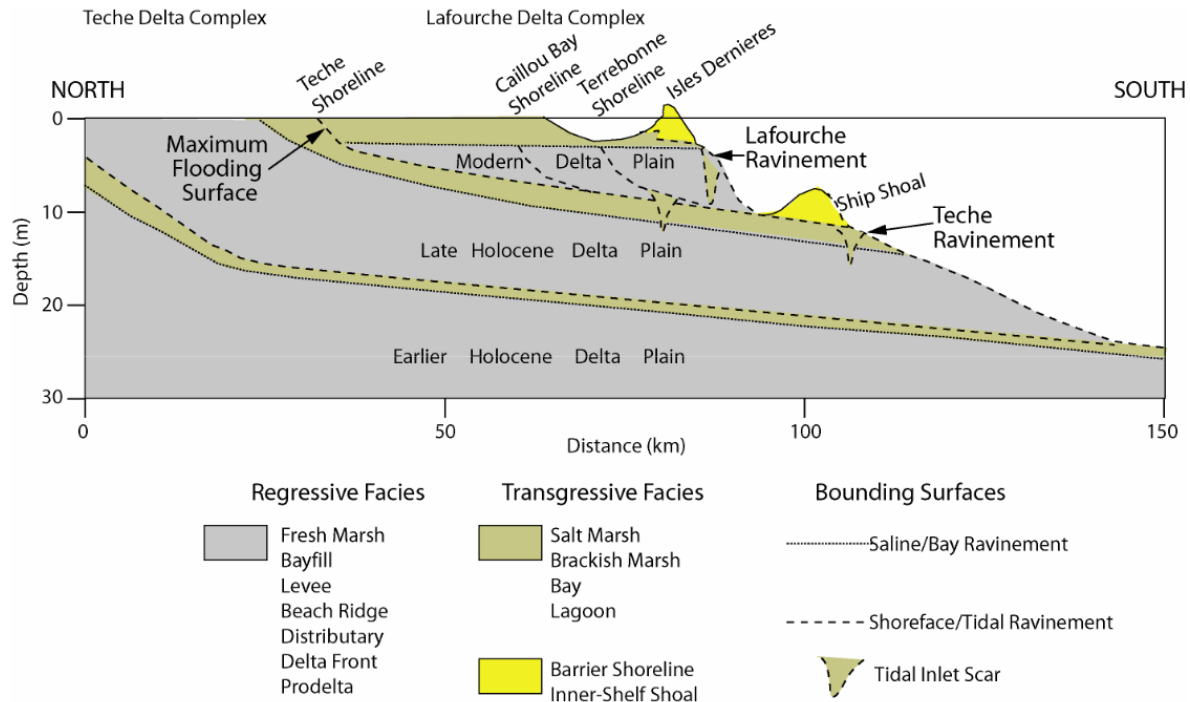 Teche Delta Complex
Lafourche Delta Complex
NORTH
SOUTH
Teche
Shoreline
Caillou Bay
Shoreline
Terrebonne
Shoreline
Isles Dernieres
Maximum
Flooding
Surface
Lafourche
Ravinement
Ship Shoal
Teche
Ravinement
Modern Delta Plain
Late Holocene Delta Plain
Earlier Holocene Delta Plain
Depth (m)
0
10
20
30
0
50
100
150
Distance (km)
Regressive Facies
Fresh Marsh
Bayfill
Levee
Beach Ridge
Distributary
Delta Front
Prodelta
Transgressive Facies
Salt Marsh
Brackish Marsh
Bay
Lagoon
Barrier Shoreline
Inner-Shelf Shoal
Bounding Surfaces
Saline/Bay Ravinement
Shoreface/Tidal Ravinement
Tidal Inlet Scar